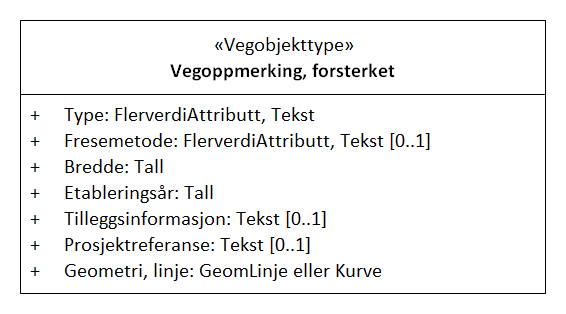 «Vegobjekttype»
Vegoppmerking, forsterket
+ Type: FlerverdiAttributt, Tekst
+ Fresemetode: FlerverdiAttributt, Tekst [0..1]
+ Bredde: Tall
+ Etableringsår: Tall
+ Tilleggsinformasjon: Tekst [0..1]
+ Prosjektreferanse: Tekst [0..1]
+ Geometri, linje: GeomLinje eller Kurve